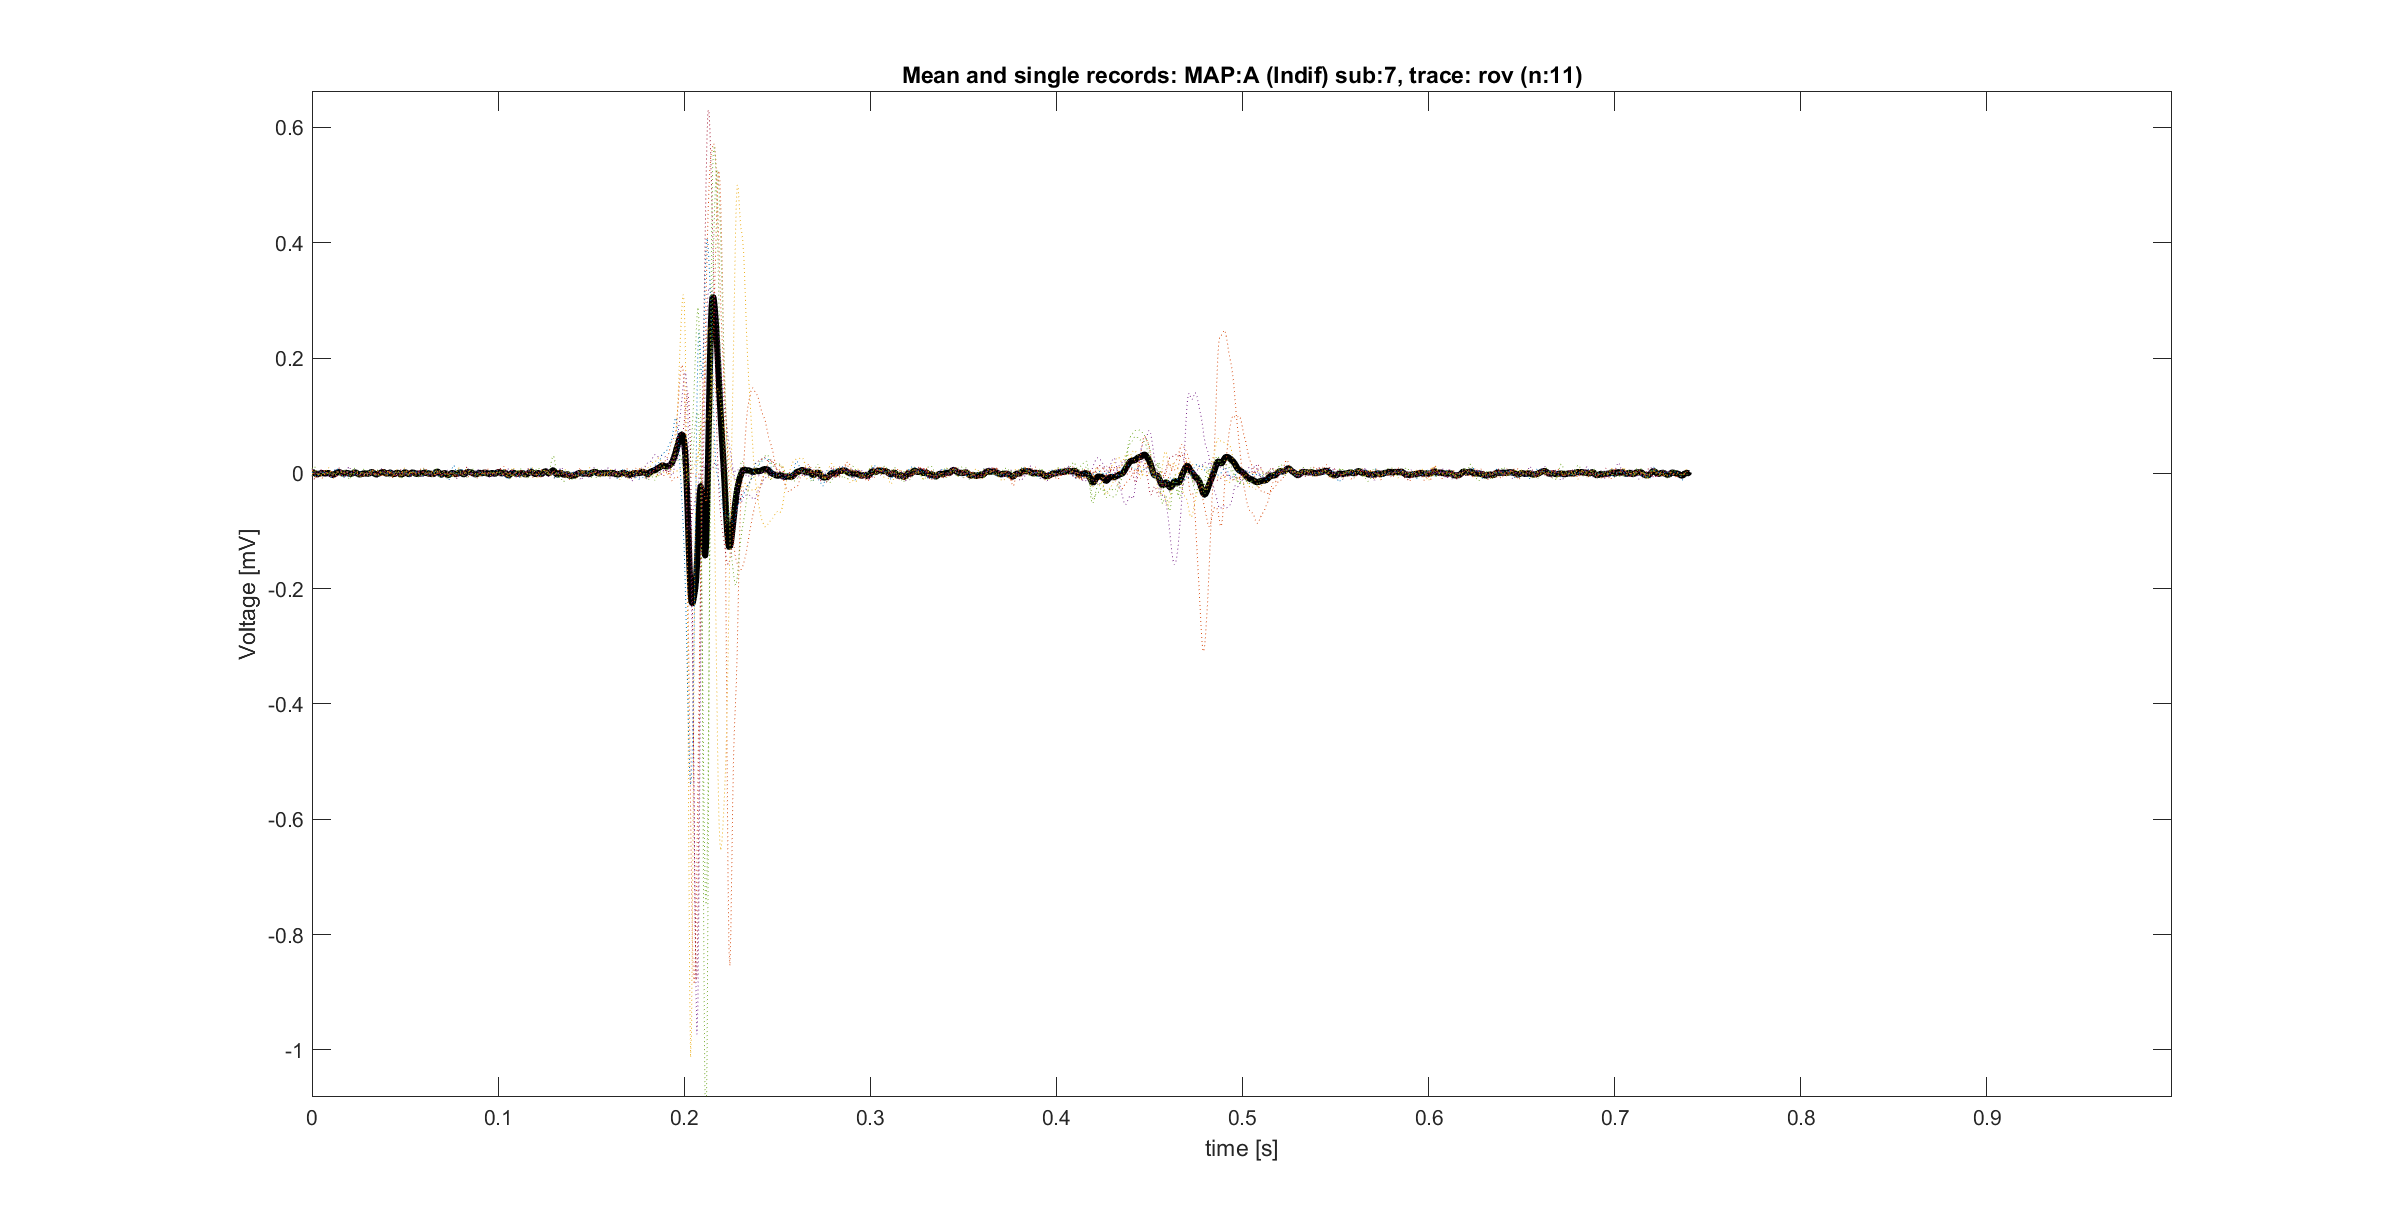 Mean and single records: MAP:A (Indif) sub:7, trace: rov (n:11)
0.6
0.4
0.2
0
-0.2
-0.4
-0.6
-0.8
-1
Voltage [mV]
0 0.1 0.2 0.3 0.4 0.5 0.6 0.7 0.8 0.9
time [s]